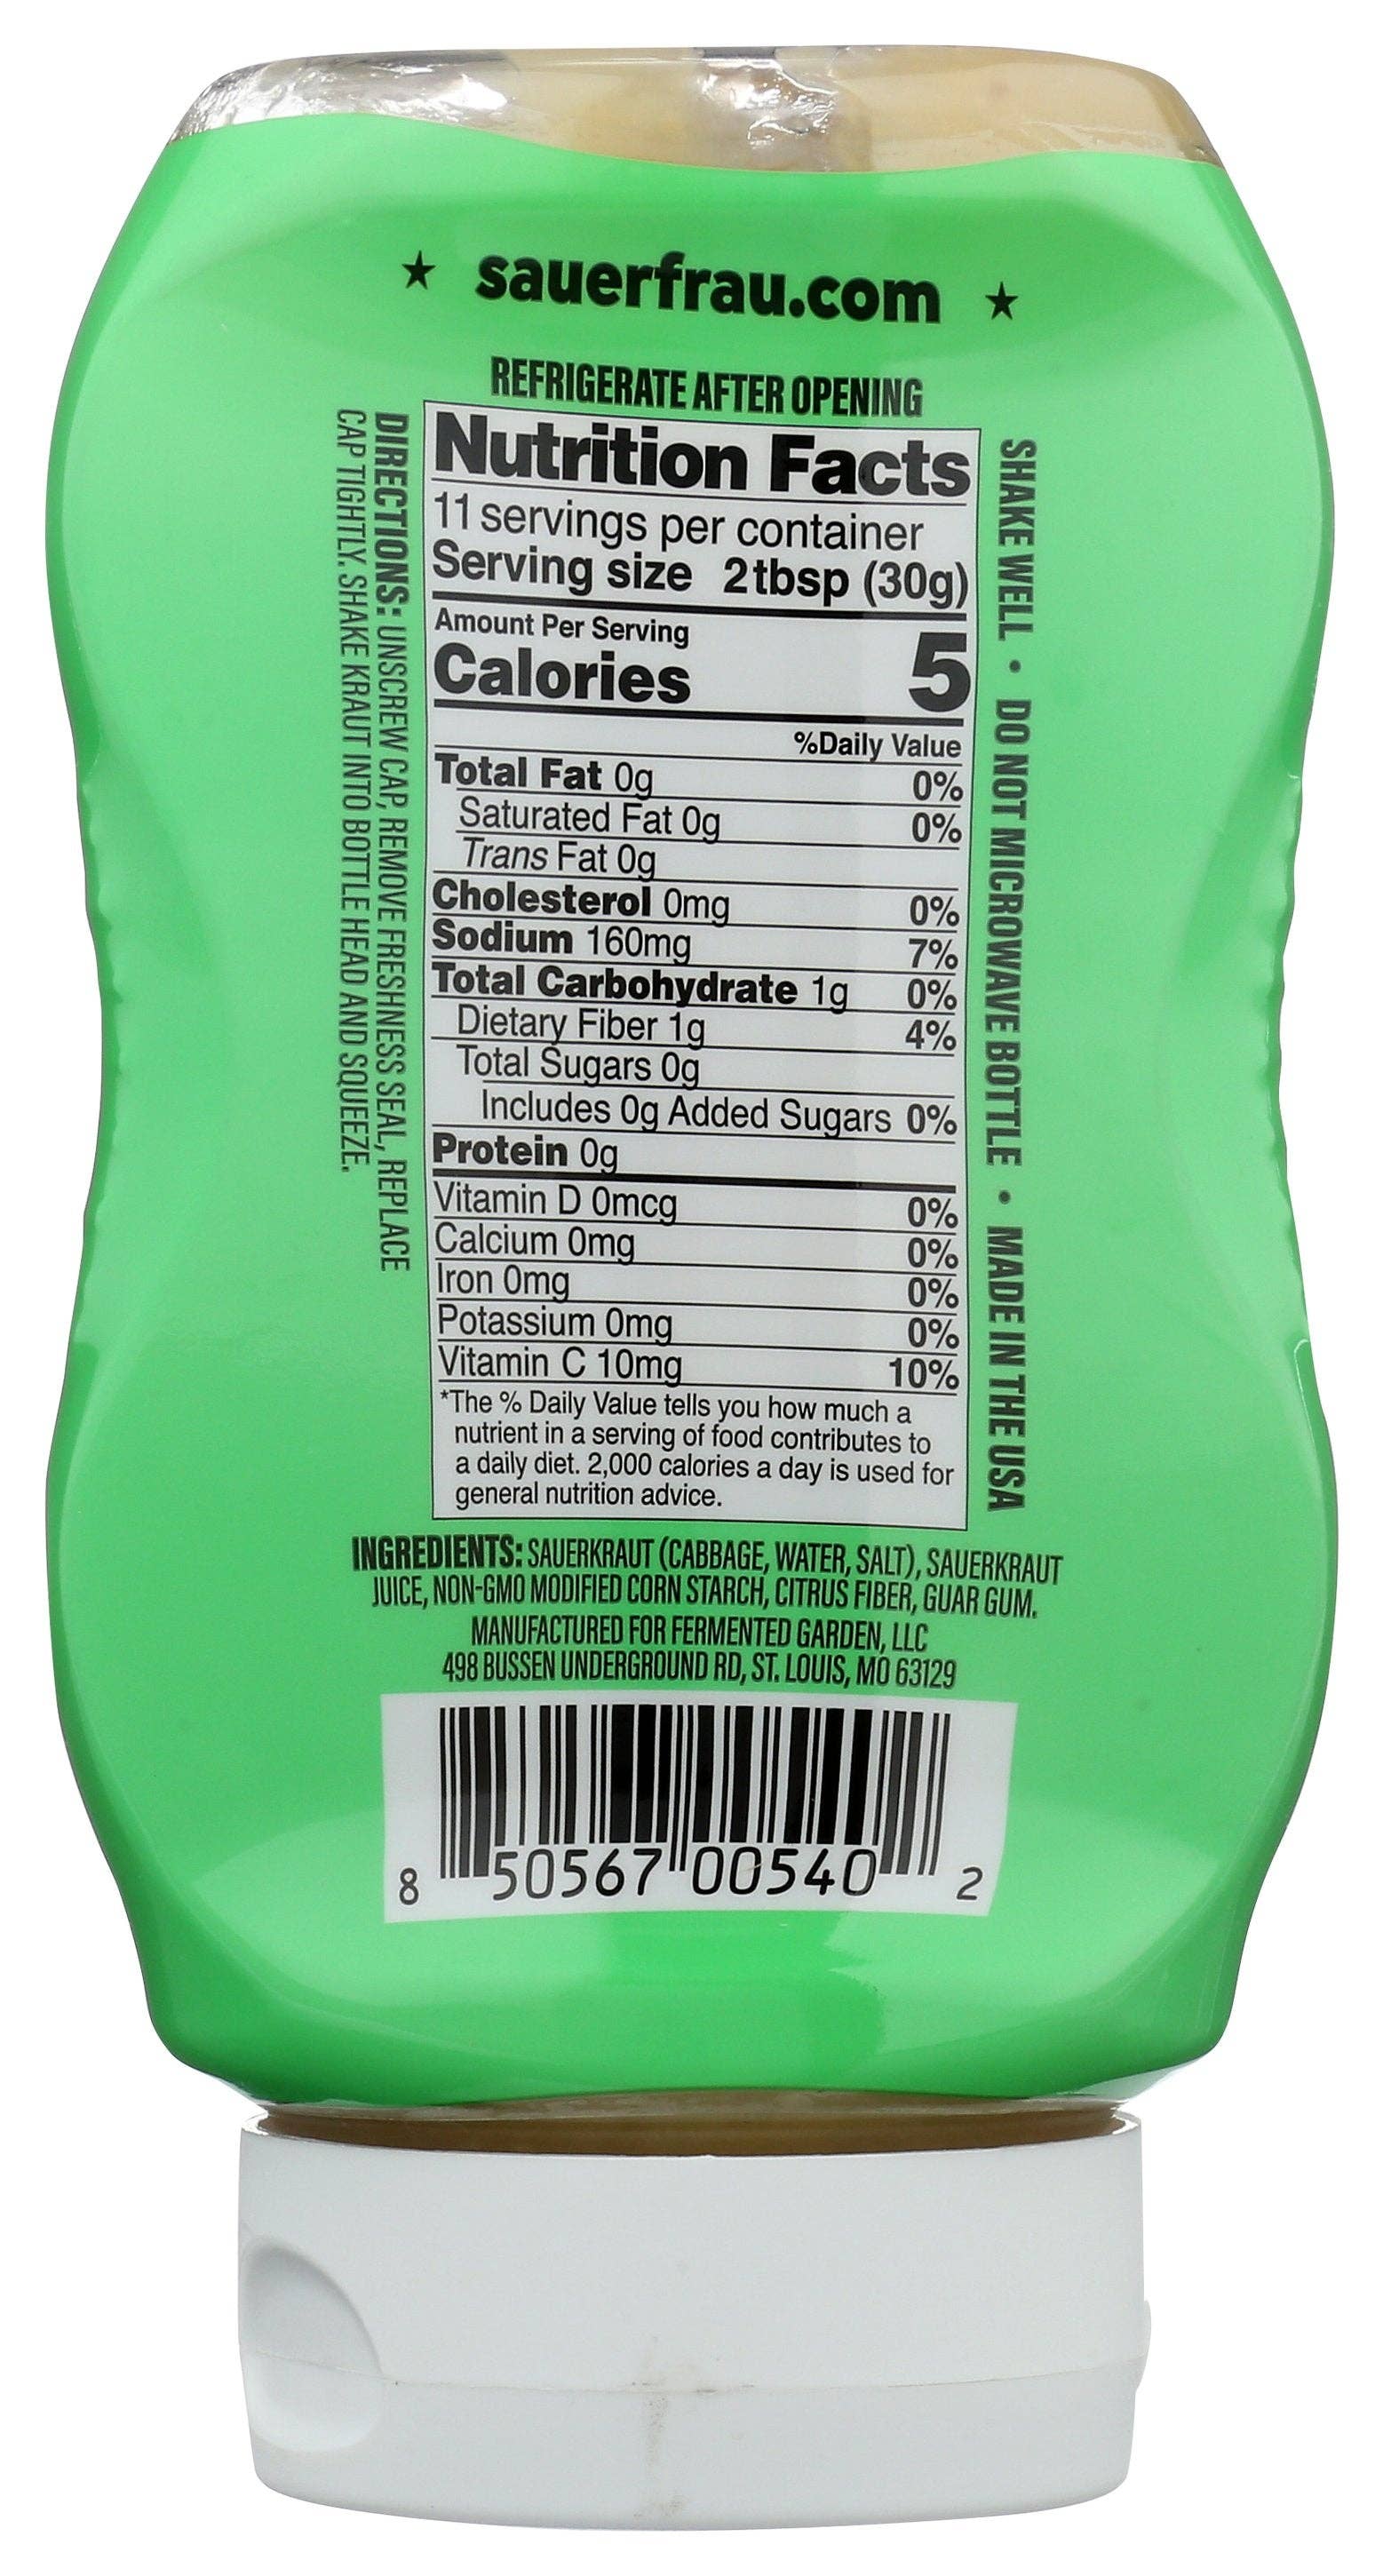 ★ sauerfrau.com ★
REFRIGERATE AFTER OPENING
DIRECTIONS: UNSCREW CAP, REMOVE FRESHNESS SEAL, REPLACE
CAP TIGHTLY. SHAKE KRAUT INTO BOTTLE HEAD AND SQUEEZE.
Nutrition Facts
11 servings per container
Serving size 2 tbsp (30g)
Amount Per Serving
Calories 5
%Daily Value
Total Fat 0g 0%
Saturated Fat 0g 0%
Trans Fat 0g
Cholesterol 0mg 0%
Sodium 160mg 7%
Total Carbohydrate 1g 0%
Dietary Fiber 1g 4%
Total Sugars 0g
Includes 0g Added Sugars 0%
Protein 0g
Vitamin D 0mcg 0%
Calcium 0mg 0%
Iron 0mg 0%
Potassium 0mg 0%
Vitamin C 10mg 10%
*The % Daily Value tells you how much a
nutrient in a serving of food contributes to
a daily diet. 2,000 calories a day is used for
general nutrition advice.
SHAKE WELL • DO NOT MICROWAVE BOTTLE • MADE IN THE USA
INGREDIENTS: SAUERKRAUT (CABBAGE, WATER, SALT), SAUERKRAUT
JUICE, NON-GMO MODIFIED CORN STARCH, CITRUS FIBER, GUAR GUM.
MANUFACTURED FOR FERMENTED GARDEN, LLC
498 BUSSEN UNDERGROUND RD, ST. LOUIS, MO 63129
8 50567 00540 2